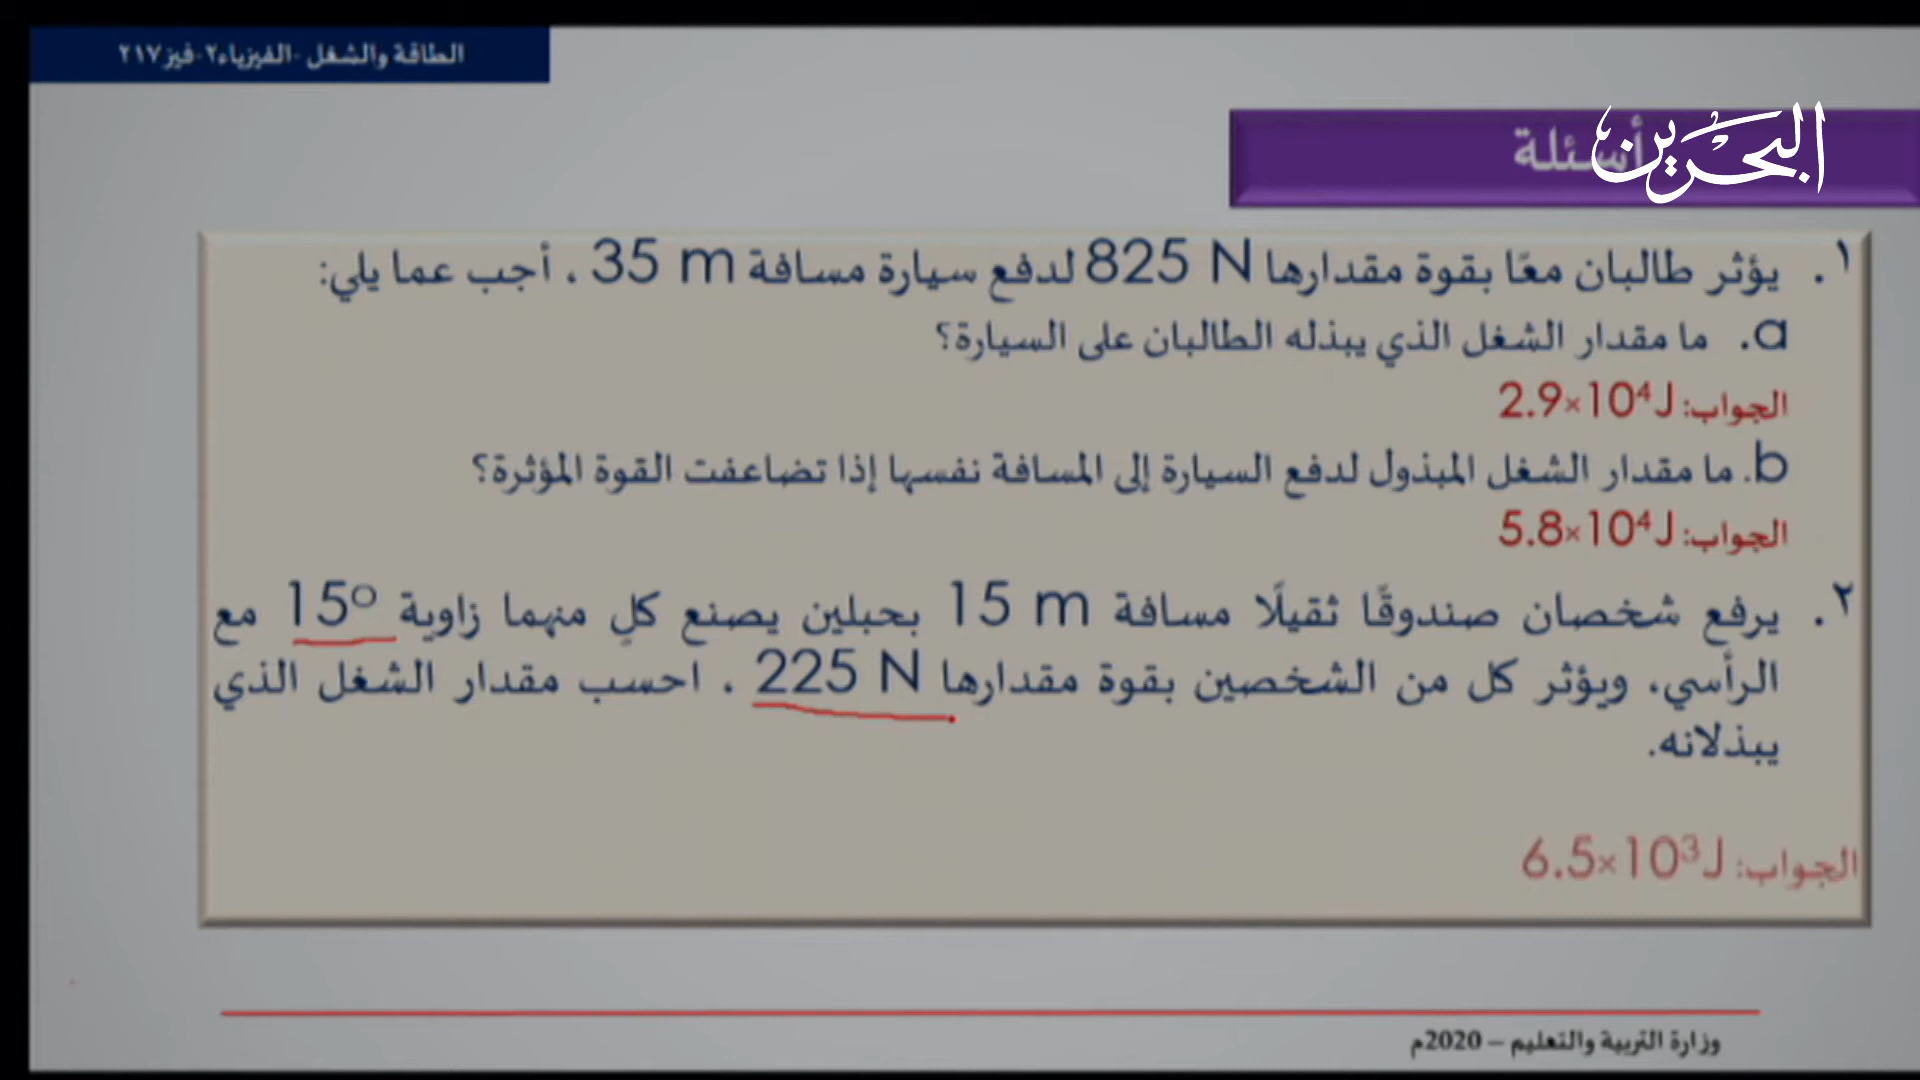 الطاقة والشغل -الفيزياء٢-فيز٢١٧
البحرين
أسئلة
١. يؤثر طالبان معًا بقوة مقدارها 825 N لدفع سيارة مسافة 35 m . أجب عما يلي:
a. ما مقدار الشغل الذي يبذله الطالبان على السيارة؟
الجواب: 2.9×10⁴ J
b. ما مقدار الشغل المبذول لدفع السيارة إلى المسافة نفسها إذا تضاعفت القوة المؤثرة؟
الجواب: 5.8×10⁴ J
٢. يرفع شخصان صندوقًا ثقيلًا مسافة 15 m بحبلين يصنع كلٍ منهما زاوية 15° مع
الرأسي، ويؤثر كل من الشخصين بقوة مقدارها 225 N . احسب مقدار الشغل الذي
يبذلانه.
الجواب: 6.5×10³ J
وزارة التربية والتعليم – 2020م